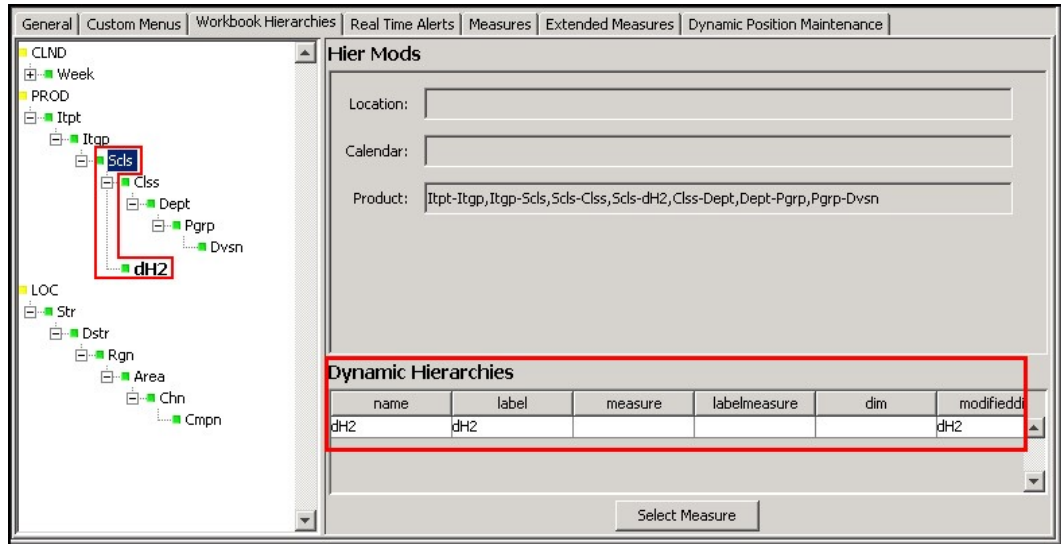 General Custom Menus Workbook Hierarchies Real Time Alerts Measures Extended Measures Dynamic Position Maintenance
CLND
Week
PROD
Itpt
Itgp
Scls
Clss
Dept
Pgrp
Dvsn
dH2
LOC
Str
Dstr
Rgn
Area
Chn
Cmpn
Hier Mods
Location:
Calendar:
Product: Itpt-Itgp,Itgp-Scls,Scls-Clss,Scls-dH2,Clss-Dept,Dept-Pgrp,Pgrp-Dvsn
Dynamic Hierarchies
name label measure labelmeasure dim modifieddi
dH2 dH2 dH2
Select Measure